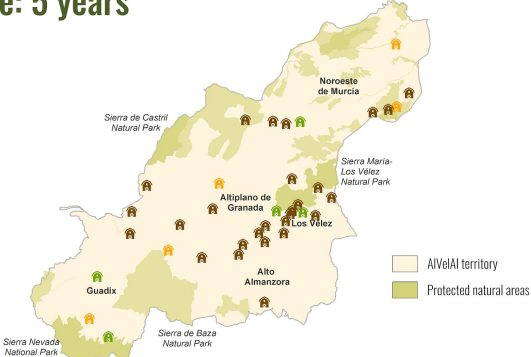 e: 5 years
Noroeste
de Murcia
Sierra de Castril
Natural Park
Sierra María-
Los Vélez
Natural Park
Altiplano de
Granada
Los Vélez
AlVelAl territory
Alto
Almanzora
Protected natural areas
Guadix
Sierra de Baza
Natural Park
Sierra Nevada
National Park